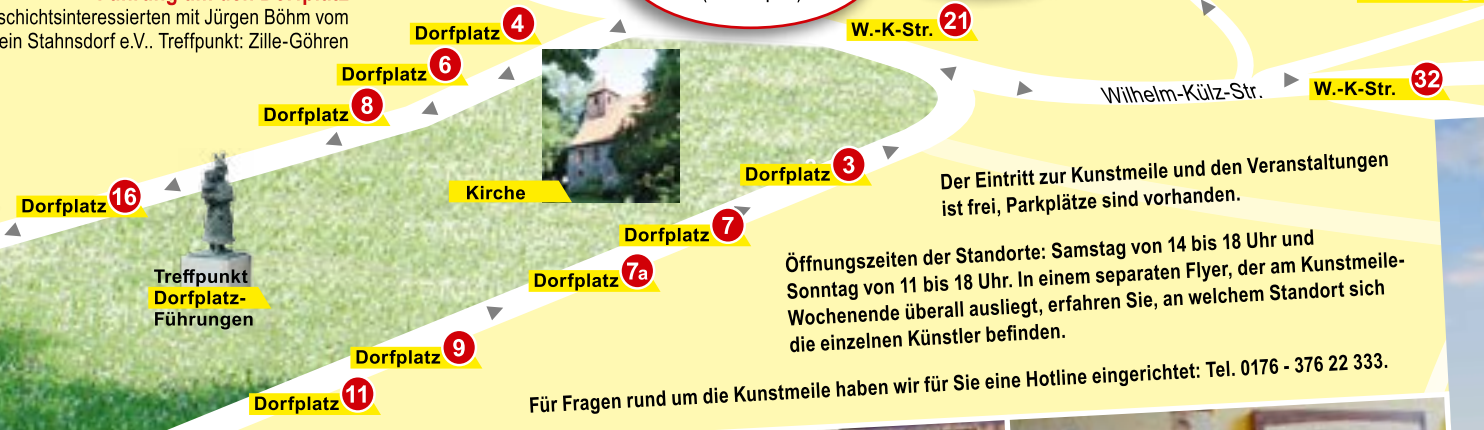 schichtsinteressierten mit Jürgen Böhm vom
ein Stahnsdorf e.V.. Treffpunkt: Zille-Göhren
Dorfplatz 4
Dorfplatz 6
Dorfplatz 8
Dorfplatz 16
W.-K-Str. 21
Wilhelm-Külz-Str.
W.-K-Str. 32
Kirche
Dorfplatz 3
Dorfplatz 7
Dorfplatz 7a
Dorfplatz 9
Dorfplatz 11
Treffpunkt
Dorfplatz-
Führungen
Der Eintritt zur Kunstmeile und den Veranstaltungen
ist frei, Parkplätze sind vorhanden.
Öffnungszeiten der Standorte: Samstag von 14 bis 18 Uhr und
Sonntag von 11 bis 18 Uhr. In einem separaten Flyer, der am Kunstmeile-
Wochenende überall ausliegt, erfahren Sie, an welchem Standort sich
die einzelnen Künstler befinden.
Für Fragen rund um die Kunstmeile haben wir für Sie eine Hotline eingerichtet: Tel. 0176 - 376 22 333.